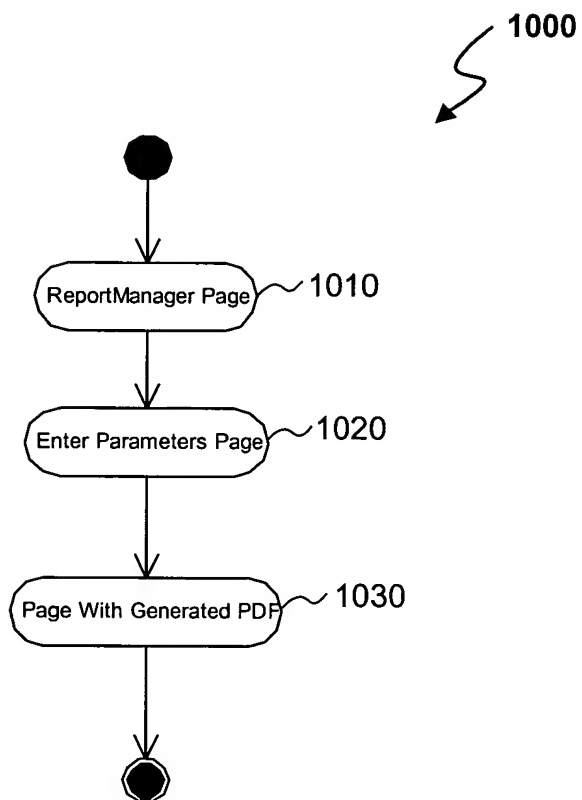 1000
ReportManager Page
1010
Enter Parameters Page
1020
Page With Generated PDF
1030